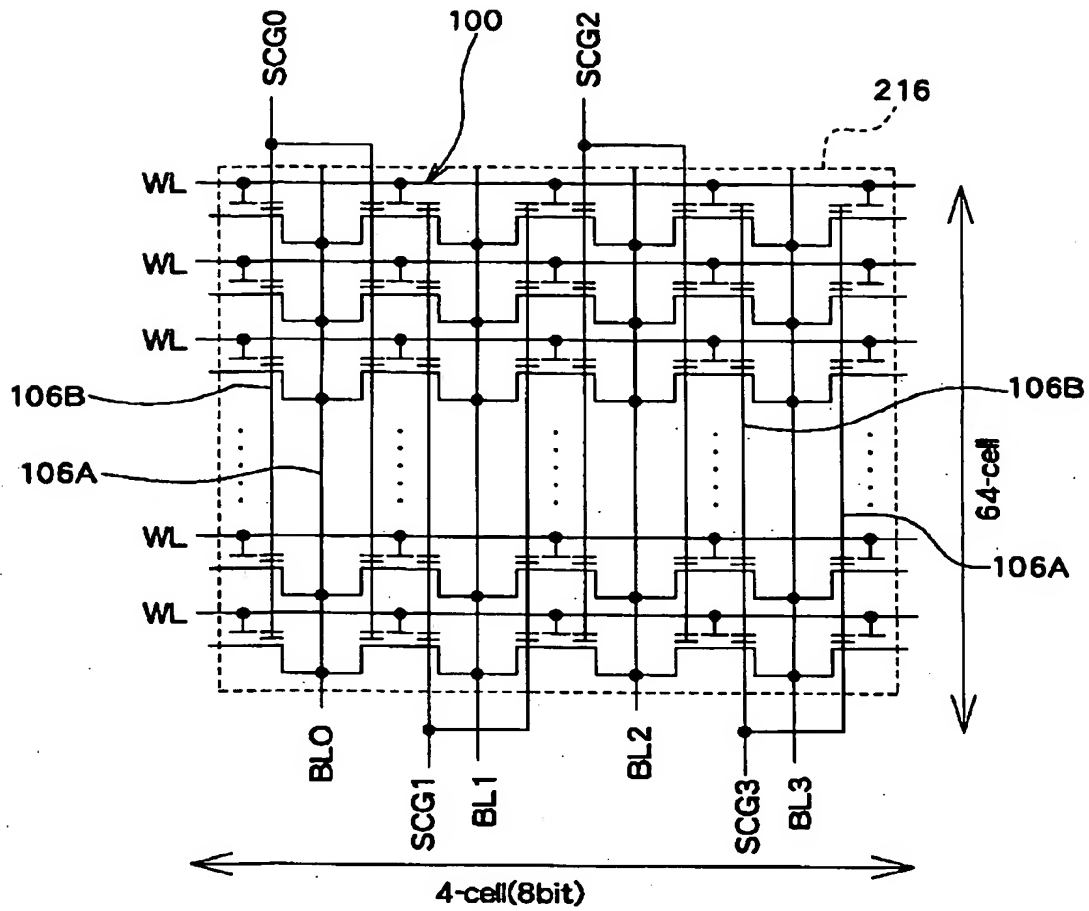 SCG0
100
SCG2
216
WL
WL
WL
106B
106B
106A
64-cell
WL
106A
WL
BL0
SCG1
BL1
BL2
SCG3
BL3
4-cell(8bit)